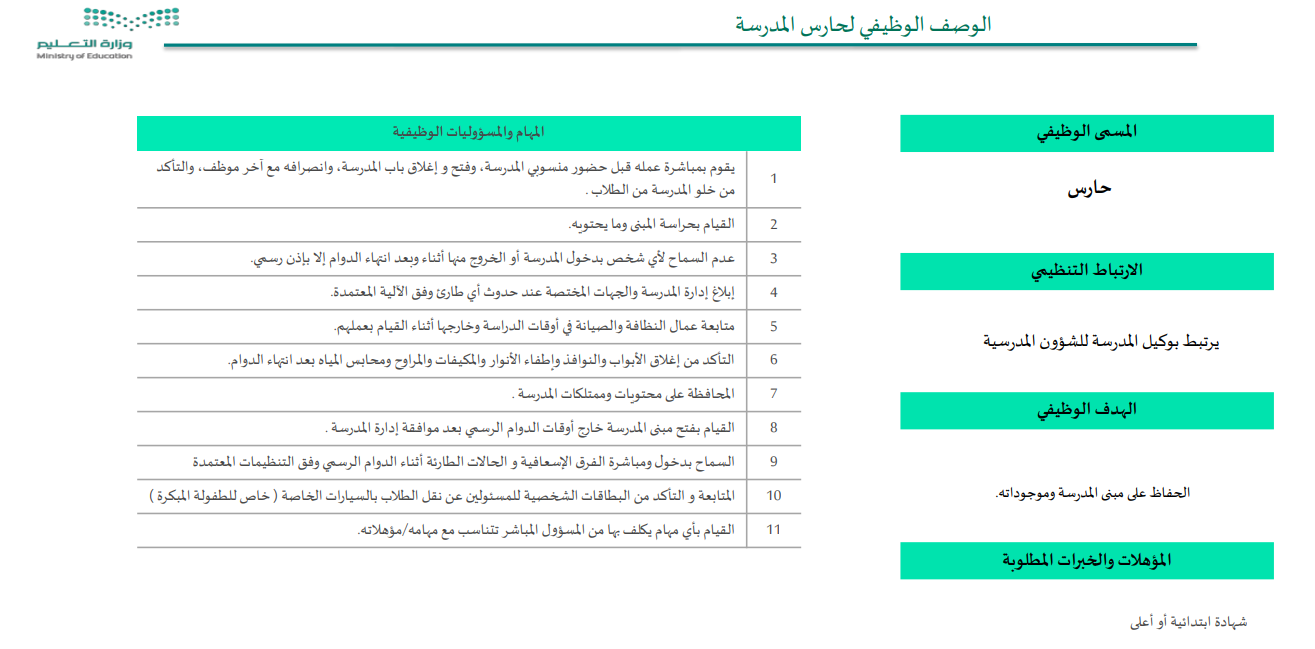 الوصف الوظيفي لحارس المدرسة
وزارة التعـــليم
Ministry of Education
المسمى الوظيفي
حارس
الارتباط التنظيمي
يرتبط بوكيل المدرسة للشؤون المدرسية
الهدف الوظيفي
الحفاظ على مبنى المدرسة وموجوداته.
المؤهلات والخبرات المطلوبة
شهادة ابتدائية أو أعلى
المهام والمسؤوليات الوظيفية
1 يقوم بمباشرة عمله قبل حضور منسوبي المدرسة، وفتح و إغلاق باب المدرسة، وانصرافه مع آخر موظف، والتأكد
من خلو المدرسة من الطلاب .
2 القيام بحراسة المبنى وما يحتويه.
3 عدم السماح لأي شخص بدخول المدرسة أو الخروج منها أثناء وبعد انتهاء الدوام إلا بإذن رسمي.
4 إبلاغ إدارة المدرسة والجهات المختصة عند حدوث أي طارئ وفق الآلية المعتمدة.
5 متابعة عمال النظافة والصيانة في أوقات الدراسة وخارجها أثناء القيام بعملهم.
6 التأكد من إغلاق الأبواب والنوافذ وإطفاء الأنوار والمكيفات والمراوح ومحابس المياه بعد انتهاء الدوام.
7 المحافظة على محتويات وممتلكات المدرسة .
8 القيام بفتح مبنى المدرسة خارج أوقات الدوام الرسمي بعد موافقة إدارة المدرسة .
9 السماح بدخول ومباشرة الفرق الإسعافية و الحالات الطارئة أثناء الدوام الرسمي وفق التنظيمات المعتمدة
10 المتابعة و التأكد من البطاقات الشخصية للمسئولين عن نقل الطلاب بالسيارات الخاصة ( خاص للطفولة المبكرة )
11 القيام بأي مهام يكلف بها من المسؤول المباشر تتناسب مع مهامه/مؤهلاته.